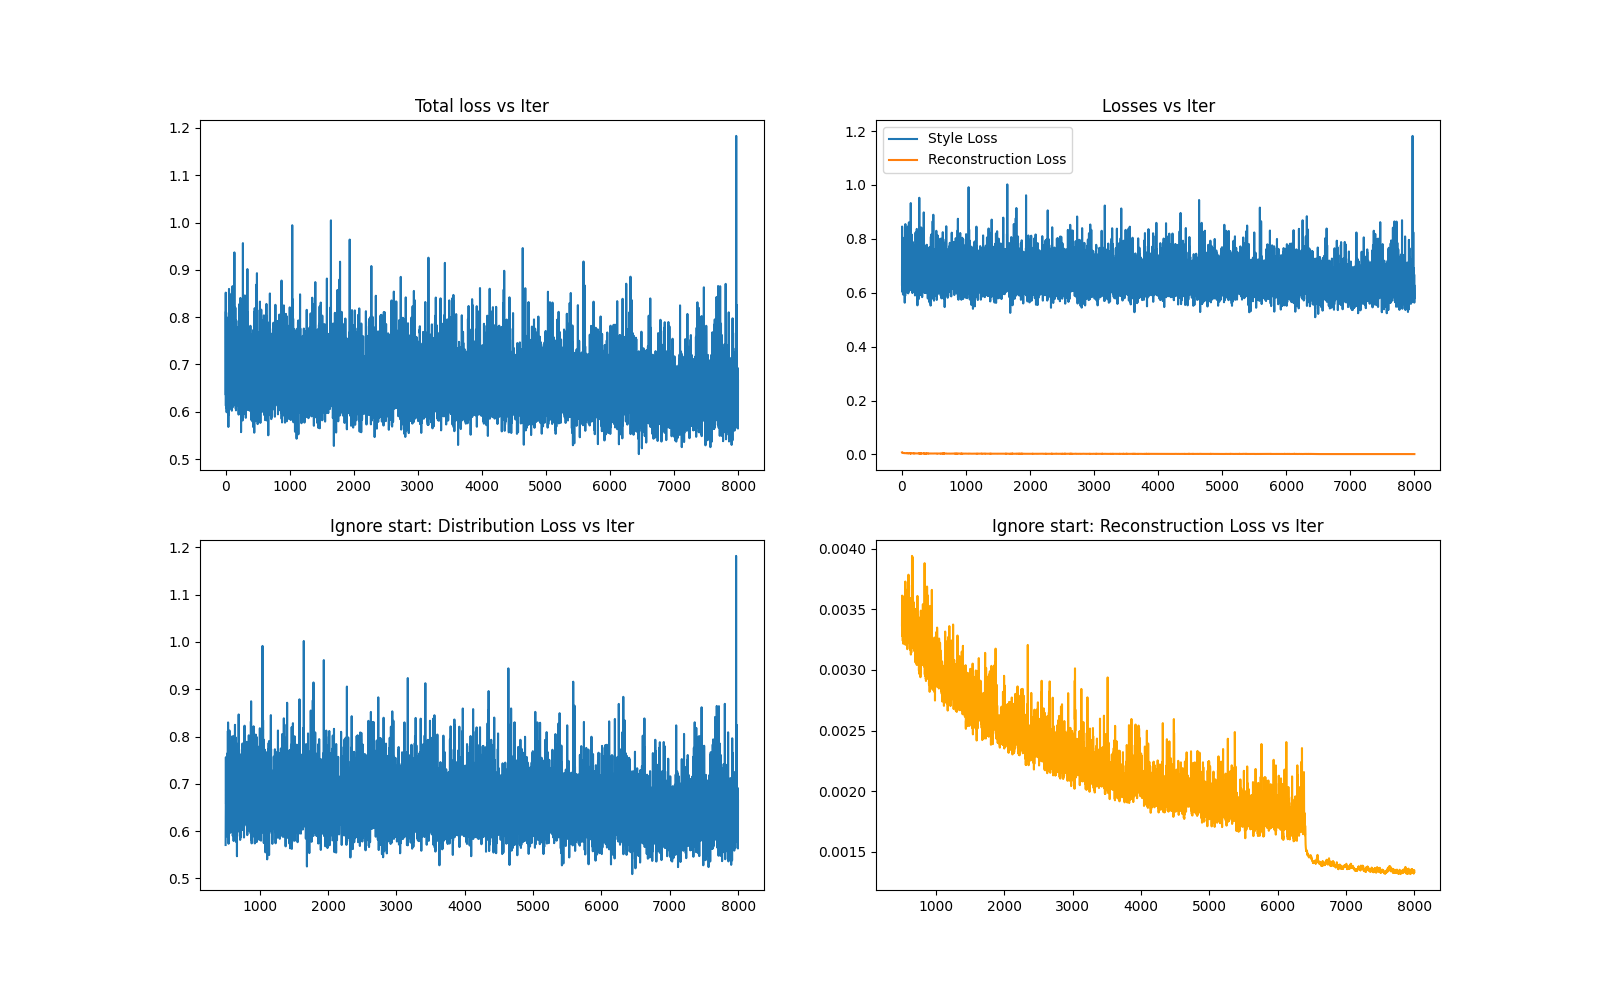 Total loss vs Iter
1.2
1.1
1.0
0.9
0.8
0.7
0.6
0.5
0 1000 2000 3000 4000 5000 6000 7000 8000
Losses vs Iter
Style Loss
Reconstruction Loss
1.2
1.0
0.8
0.6
0.4
0.2
0.0
0 1000 2000 3000 4000 5000 6000 7000 8000
Ignore start: Distribution Loss vs Iter
1.2
1.1
1.0
0.9
0.8
0.7
0.6
0.5
1000 2000 3000 4000 5000 6000 7000 8000
Ignore start: Reconstruction Loss vs Iter
0.0040
0.0035
0.0030
0.0025
0.0020
0.0015
1000 2000 3000 4000 5000 6000 7000 8000